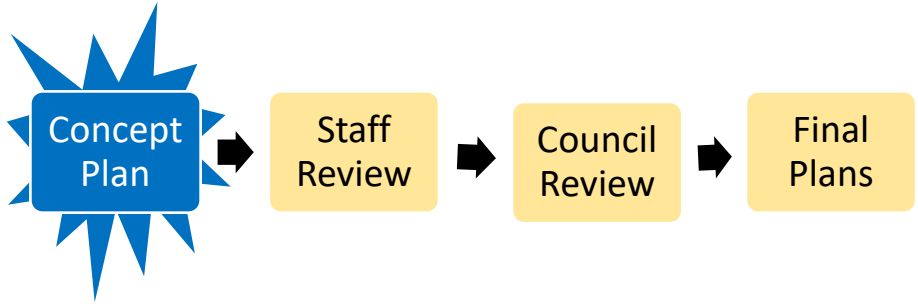 Concept
Plan
Staff
Review
Council
Review
Final
Plans